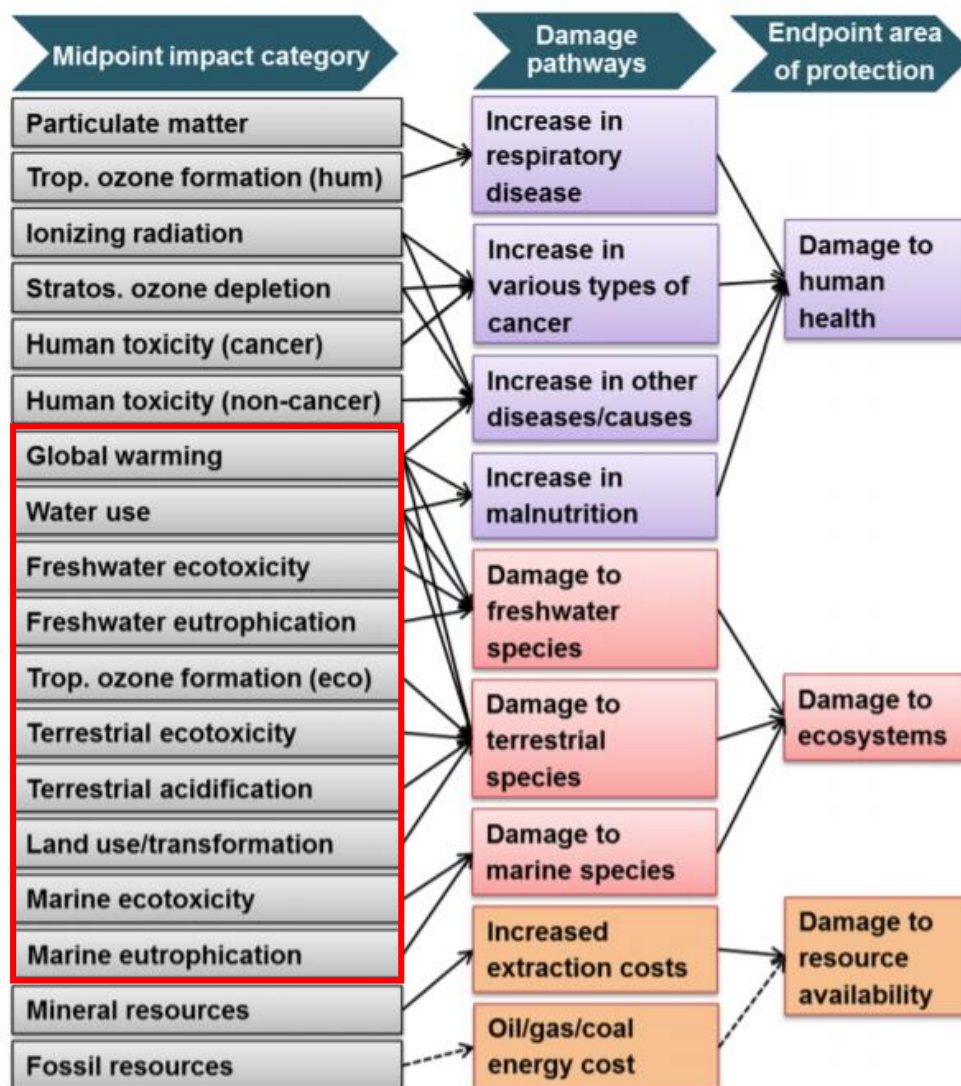 Midpoint impact category
Damage
pathways
Endpoint area
of protection
Particulate matter
Trop. ozone formation (hum)
Ionizing radiation
Stratos. ozone depletion
Human toxicity (cancer)
Human toxicity (non-cancer)
Global warming
Water use
Freshwater ecotoxicity
Freshwater eutrophication
Trop. ozone formation (eco)
Terrestrial ecotoxicity
Terrestrial acidification
Land use/transformation
Marine ecotoxicity
Marine eutrophication
Mineral resources
Fossil resources
Increase in
respiratory
disease
Increase in
various types of
cancer
Increase in other
diseases/causes
Increase in
malnutrition
Damage to
freshwater
species
Damage to
terrestrial
species
Damage to
marine species
Increased
extraction costs
Oil/gas/coal
energy cost
Damage to
human
health
Damage to
ecosystems
Damage to
resource
availability